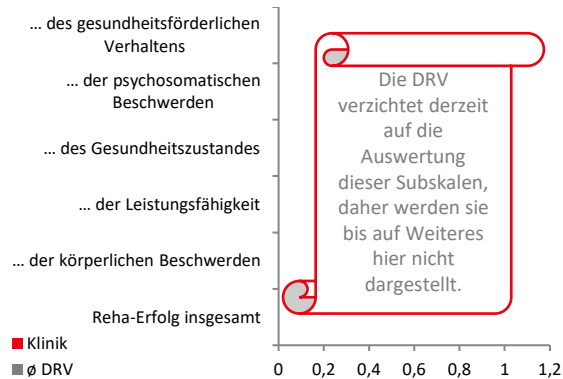 ... des gesundheitsförderlichen
Verhaltens
... der psychosomatischen
Beschwerden
... des Gesundheitszustandes
... der Leistungsfähigkeit
... der körperlichen Beschwerden
Reha-Erfolg insgesamt
Die DRV
verzichtet derzeit
auf die
Auswertung
dieser Subskalen,
daher werden sie
bis auf Weiteres
hier nicht
dargestellt.
Klinik
ø DRV
0 0,2 0,4 0,6 0,8 1 1,2